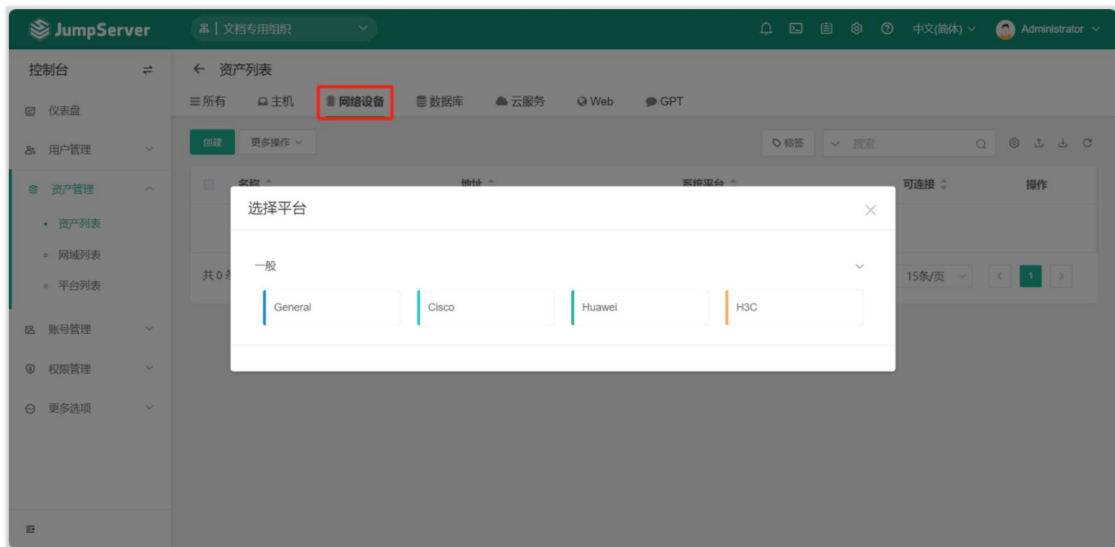 JumpServer
文档专用组织
中文(简体)
Administrator
控制台
资产列表
所有
主机
网络设备
数据库
云服务
Web
GPT
仪表盘
用户管理
资产管理
资产列表
网域列表
平台列表
账号管理
权限管理
更多选项
创建
更多操作
标签
搜索
名称
地址
系统平台
可连接
操作
选择平台
一般
General
Cisco
Huawei
H3C
共 0 条
15条/页
1